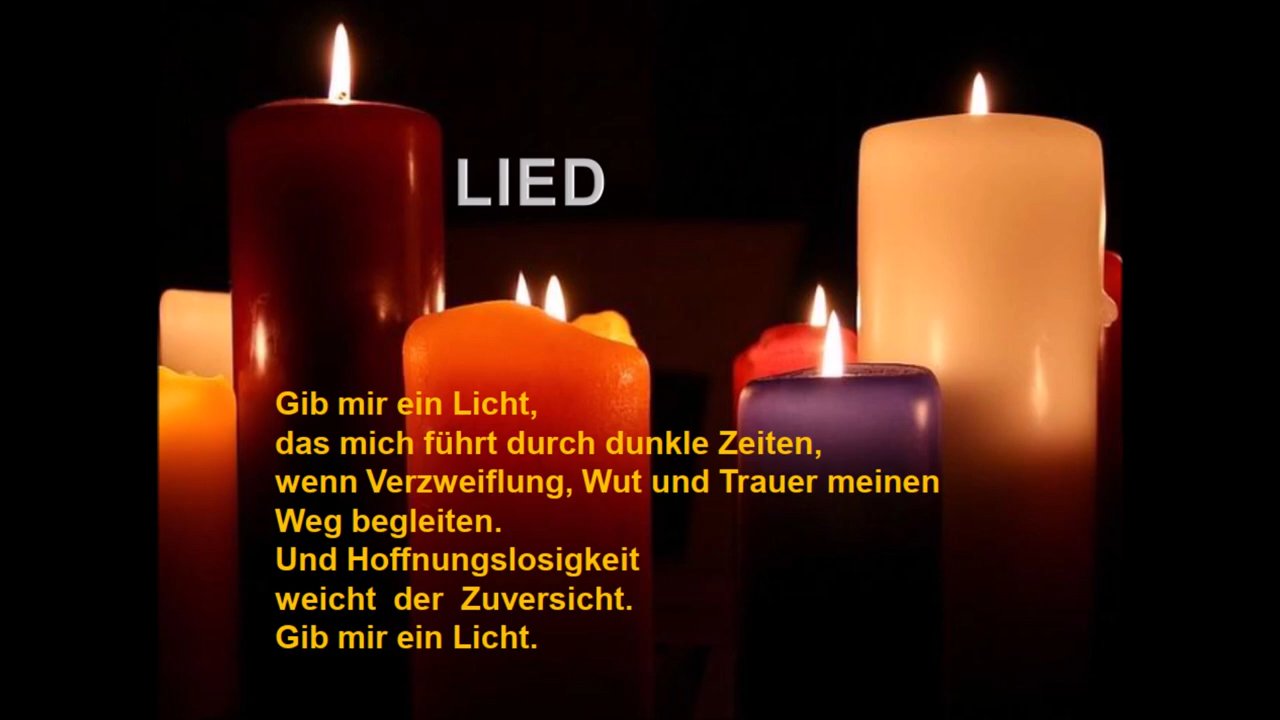 LIED
Gib mir ein Licht,
das mich führt durch dunkle Zeiten,
wenn Verzweiflung, Wut und Trauer meinen
Weg begleiten.
Und Hoffnungslosigkeit
weicht der Zuversicht.
Gib mir ein Licht.